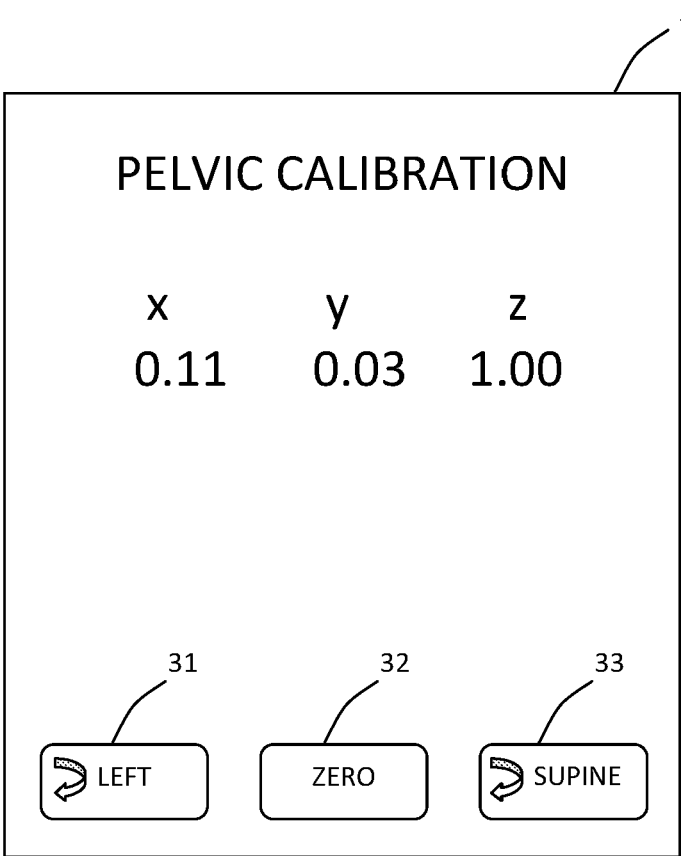 PELVIC CALIBRATION
x y z
0.11 0.03 1.00
31 32 33
LEFT ZERO SUPINE